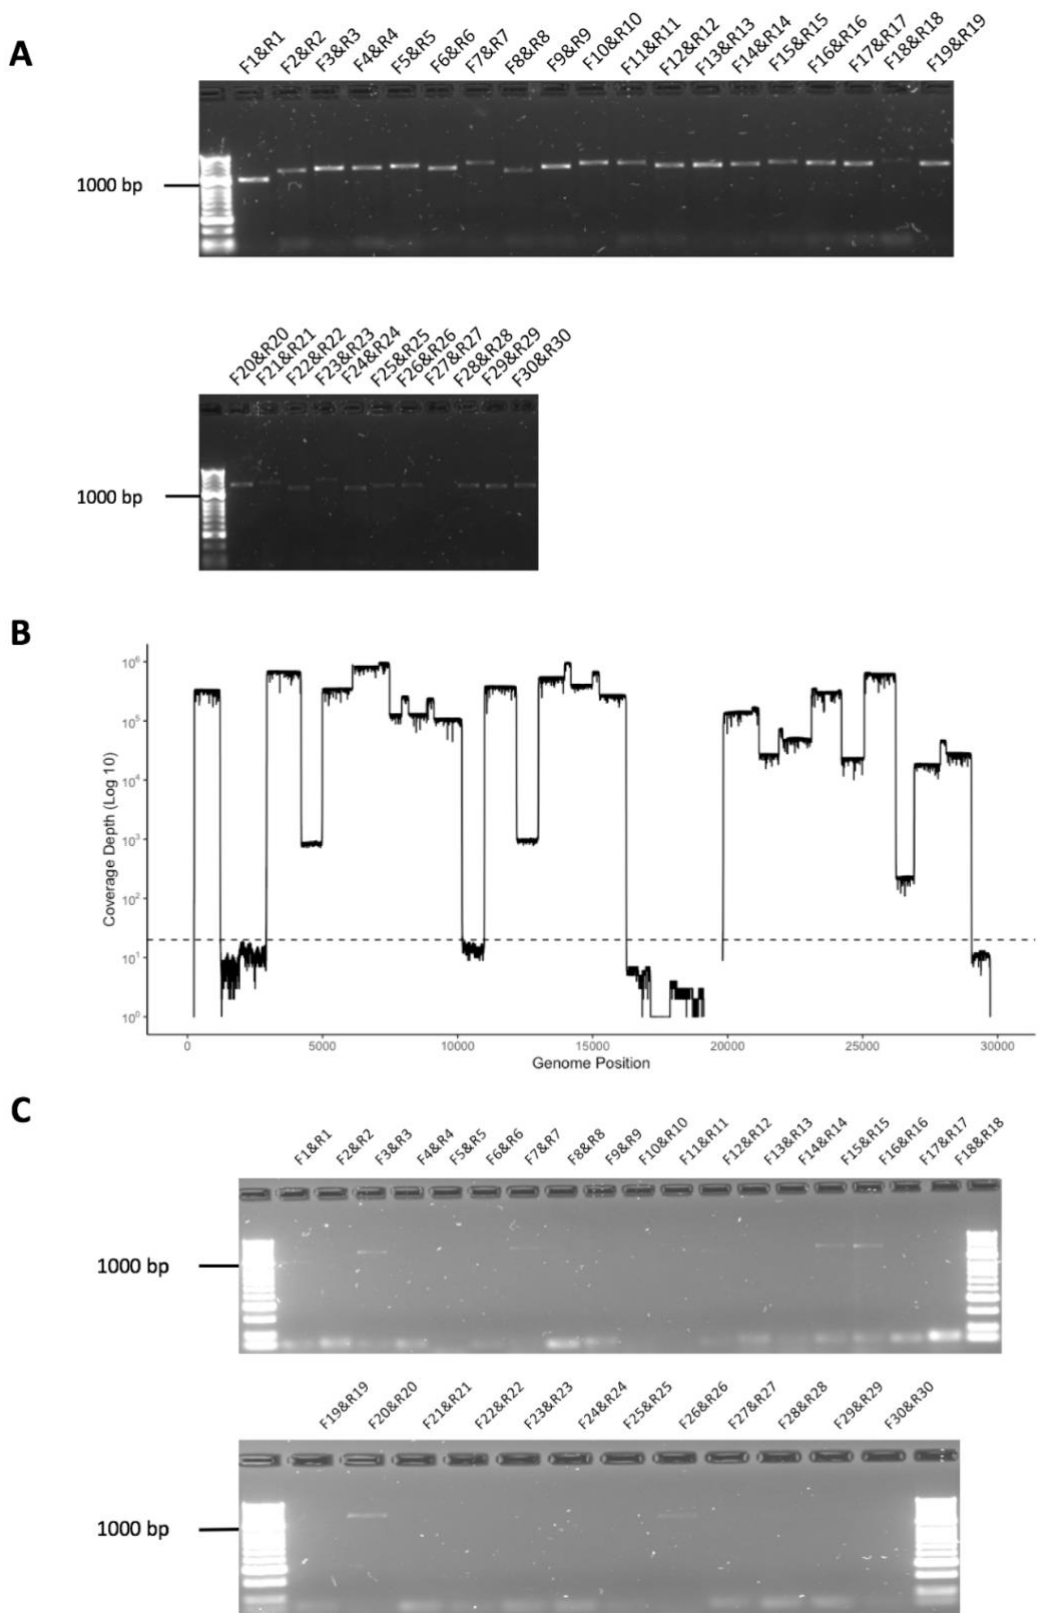 A
F1&R1 F2&R2 F3&R3 F4&R4 F5&R5 F6&R6 F7&R7 F8&R8 F9&R9 F10&R10 F11&R11 F12&R12 F13&R13 F14&R14 F15&R15 F16&R16 F17&R17 F18&R18 F19&R19
1000 bp
F20&R20 F21&R21 F22&R22 F23&R23 F24&R24 F25&R25 F26&R26 F27&R27 F28&R28 F29&R29 F30&R30
1000 bp
B
Coverage Depth (Log 10)
10⁶
10⁵
10⁴
10³
10²
10¹
10⁰
0 5000 10000 15000 20000 25000 30000
Genome Position
C
F1&R1 F2&R2 F3&R3 F4&R4 F5&R5 F6&R6 F7&R7 F8&R8 F9&R9 F10&R10 F11&R11 F12&R12 F13&R13 F14&R14 F15&R15 F16&R16 F17&R17 F18&R18
1000 bp
F19&R19 F20&R20 F21&R21 F22&R22 F23&R23 F24&R24 F25&R25 F26&R26 F27&R27 F28&R28 F29&R29 F30&R30
1000 bp